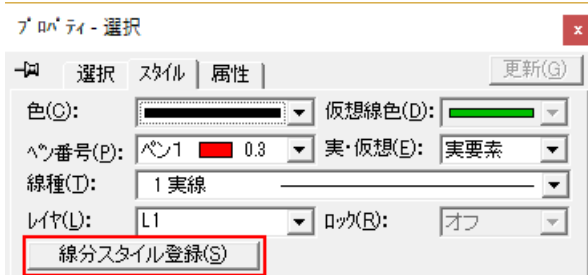 プロパティ - 選択
x
選択 スタイル 属性 更新(G)
色(C): 仮想線色(D):
ペン番号(P): ペン1 0.3 実・仮想(E): 実要素
線種(T): 1 実線
レイヤ(L): L1 ロック(R): オフ
線分スタイル登録(S)